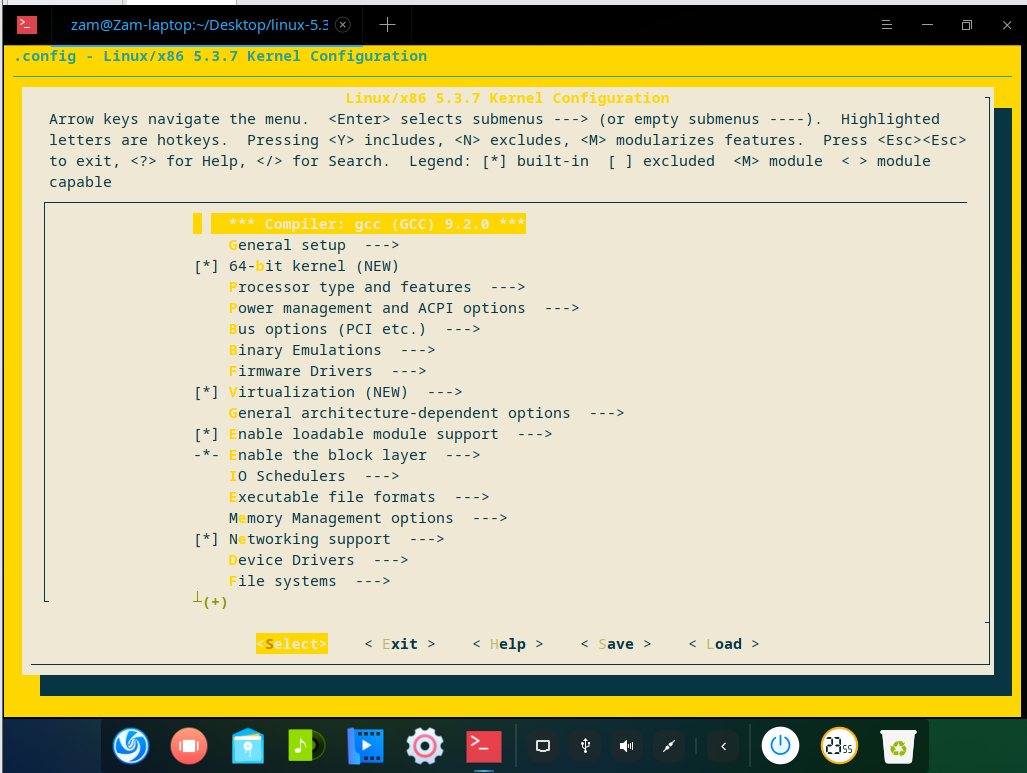 zam@Zam-laptop:~/Desktop/linux-5.3
.config - Linux/x86 5.3.7 Kernel Configuration
Linux/x86 5.3.7 Kernel Configuration
Arrow keys navigate the menu.  <Enter> selects submenus ---> (or empty submenus ----).  Highlighted
letters are hotkeys.  Pressing <Y> includes, <N> excludes, <M> modularizes features.  Press <Esc><Esc>
to exit, <?> for Help, </> for Search.  Legend: [*] built-in  [ ] excluded  <M> module  < > module
capable
*** Compiler: gcc (GCC) 9.2.0 ***
General setup  --->
[*] 64-bit kernel (NEW)
Processor type and features  --->
Power management and ACPI options  --->
Bus options (PCI etc.)  --->
Binary Emulations  --->
Firmware Drivers  --->
[*] Virtualization (NEW)  --->
General architecture-dependent options  --->
[*] Enable loadable module support  --->
-*- Enable the block layer  --->
IO Schedulers  --->
Executable file formats  --->
Memory Management options  --->
[*] Networking support  --->
Device Drivers  --->
File systems  --->
┴(+)
<Select>    < Exit >    < Help >    < Save >    < Load >
23 55